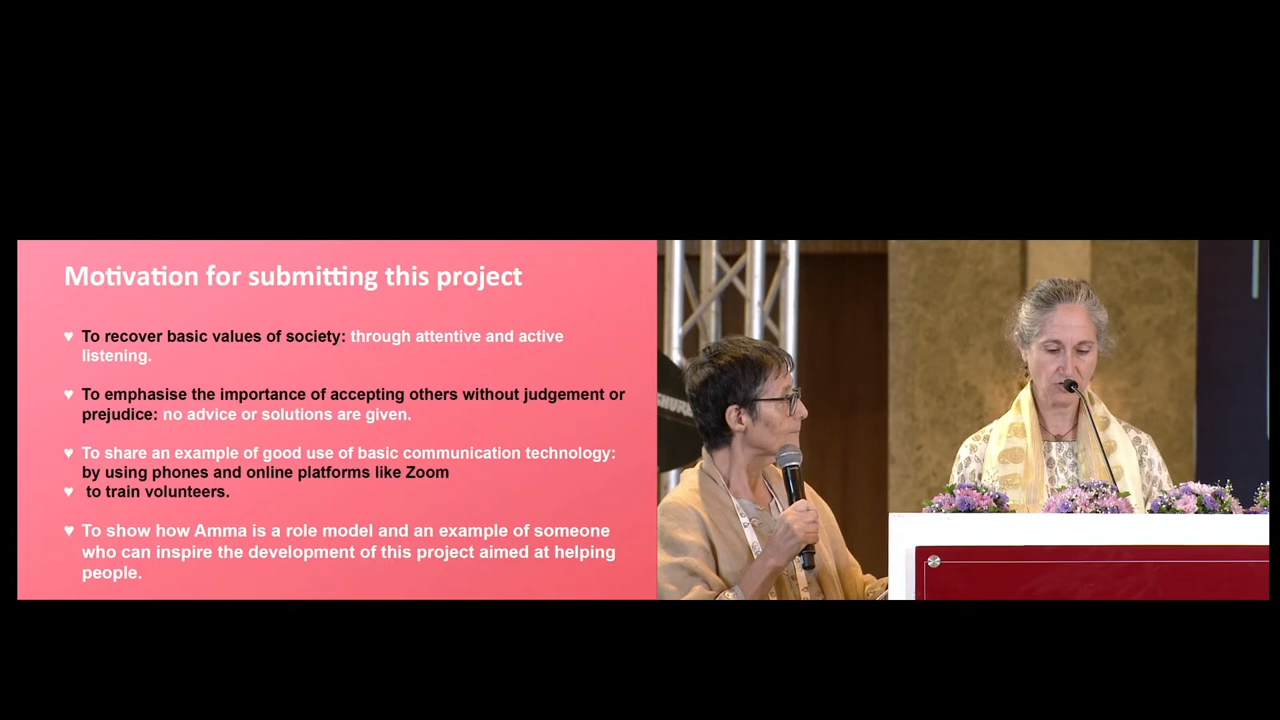 Motivation for submitting this project
♥ To recover basic values of society: through attentive and active
listening.
♥ To emphasise the importance of accepting others without judgement or
prejudice: no advice or solutions are given.
♥ To share an example of good use of basic communication technology:
by using phones and online platforms like Zoom
♥ to train volunteers.
♥ To show how Amma is a role model and an example of someone
who can inspire the development of this project aimed at helping
people.
SHURE